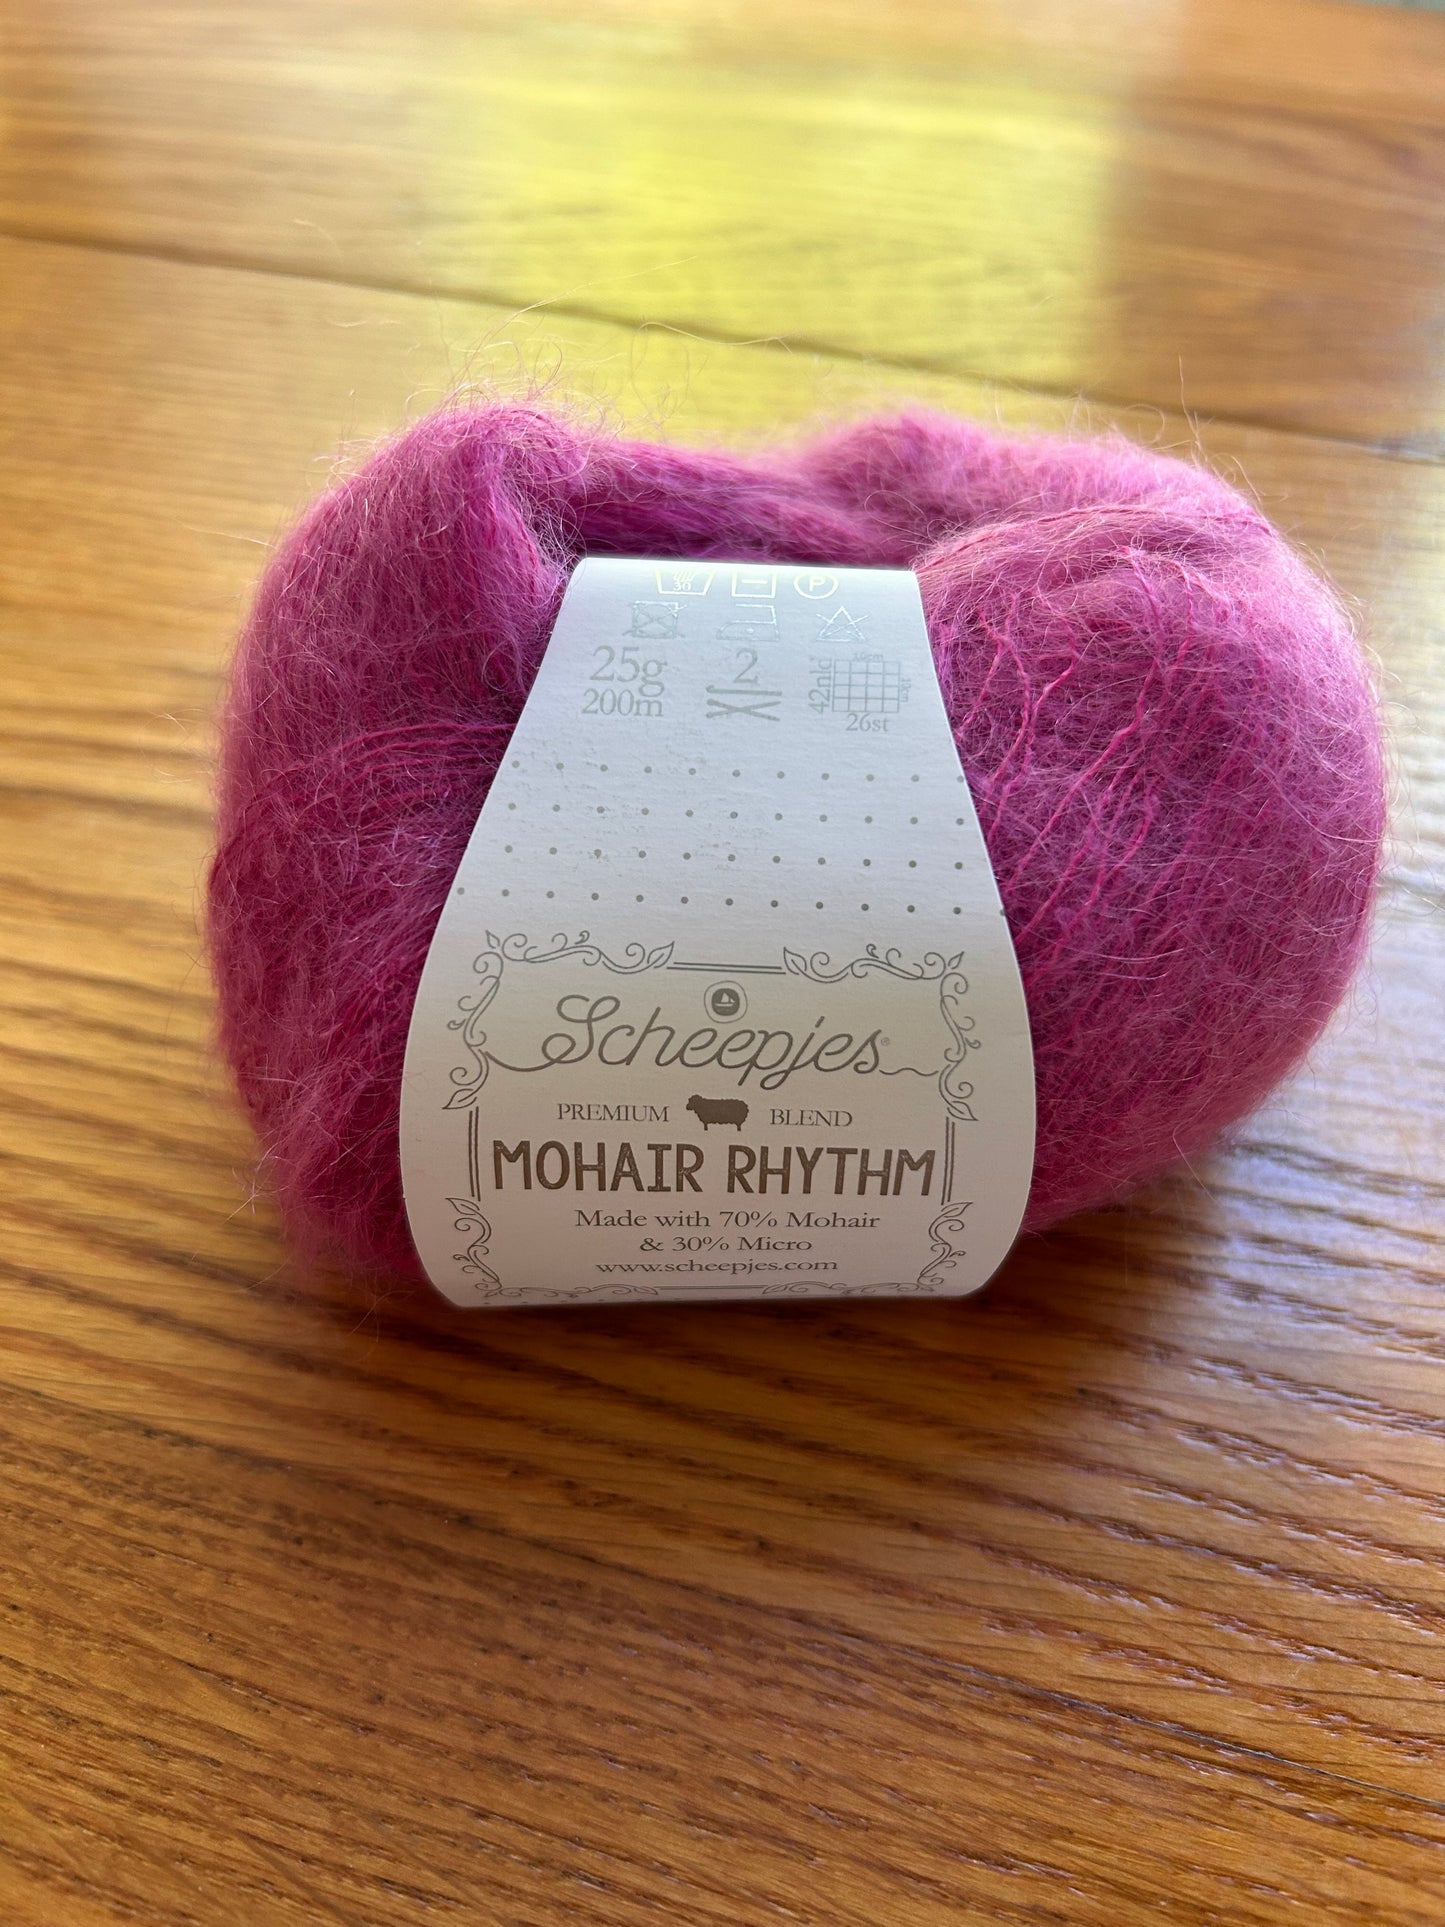 30 P
25g 2 42nld 10cm 10cm
200m 26st
Scheepjes®
PREMIUM BLEND
MOHAIR RHYTHM
Made with 70% Mohair
& 30% Micro
www.scheepjes.com